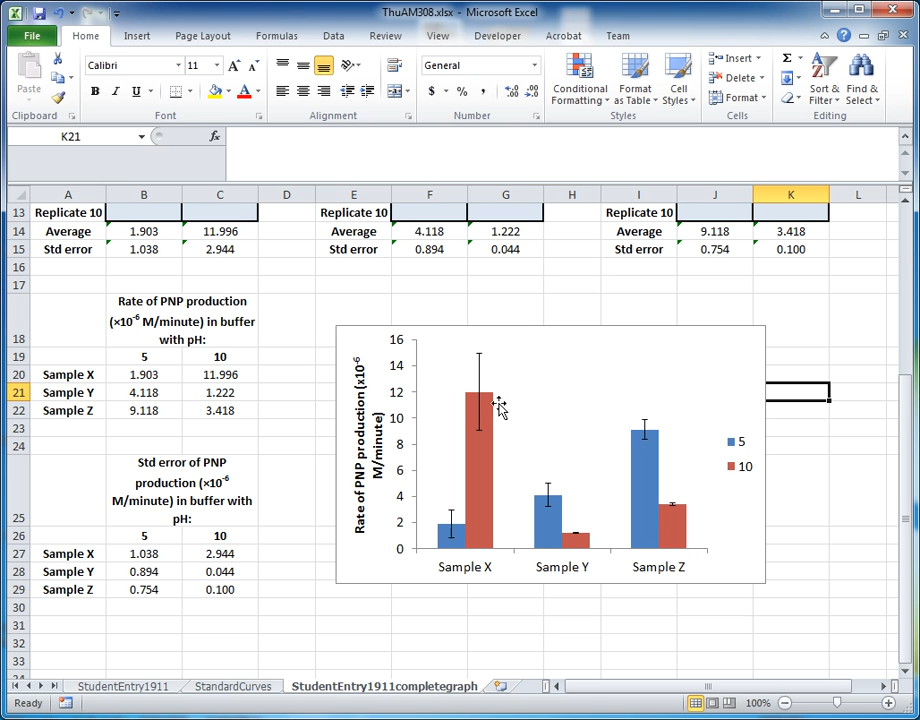 ThuAM308.xlsx - Microsoft Excel
File Home Insert Page Layout Formulas Data Review View Developer Acrobat Team
Paste Calibri 11 General Conditional Formatting Format as Table Cell Styles Insert Delete Format Sort & Filter Find & Select
Clipboard Font Alignment Number Styles Cells Editing
K21 fx
A B C D E F G H I J K L
13 Replicate 10 Replicate 10 Replicate 10
14 Average 1.903 11.996 Average 4.118 1.222 Average 9.118 3.418
15 Std error 1.038 2.944 Std error 0.894 0.044 Std error 0.754 0.100
16
17
18 Rate of PNP production
(×10-6 M/minute) in buffer
with pH:
19 5 10
20 Sample X 1.903 11.996
21 Sample Y 4.118 1.222
22 Sample Z 9.118 3.418
23
24
25 Std error of PNP
production (×10-6
M/minute) in buffer with
pH:
26 5 10
27 Sample X 1.038 2.944
28 Sample Y 0.894 0.044
29 Sample Z 0.754 0.100
30
31
32
33
Rate of PNP production (x10-6
M/minute)
16
14
12
10
8
6
4
2
0
Sample X Sample Y Sample Z
5
10
StudentEntry1911 StandardCurves StudentEntry1911completegraph
Ready 100%